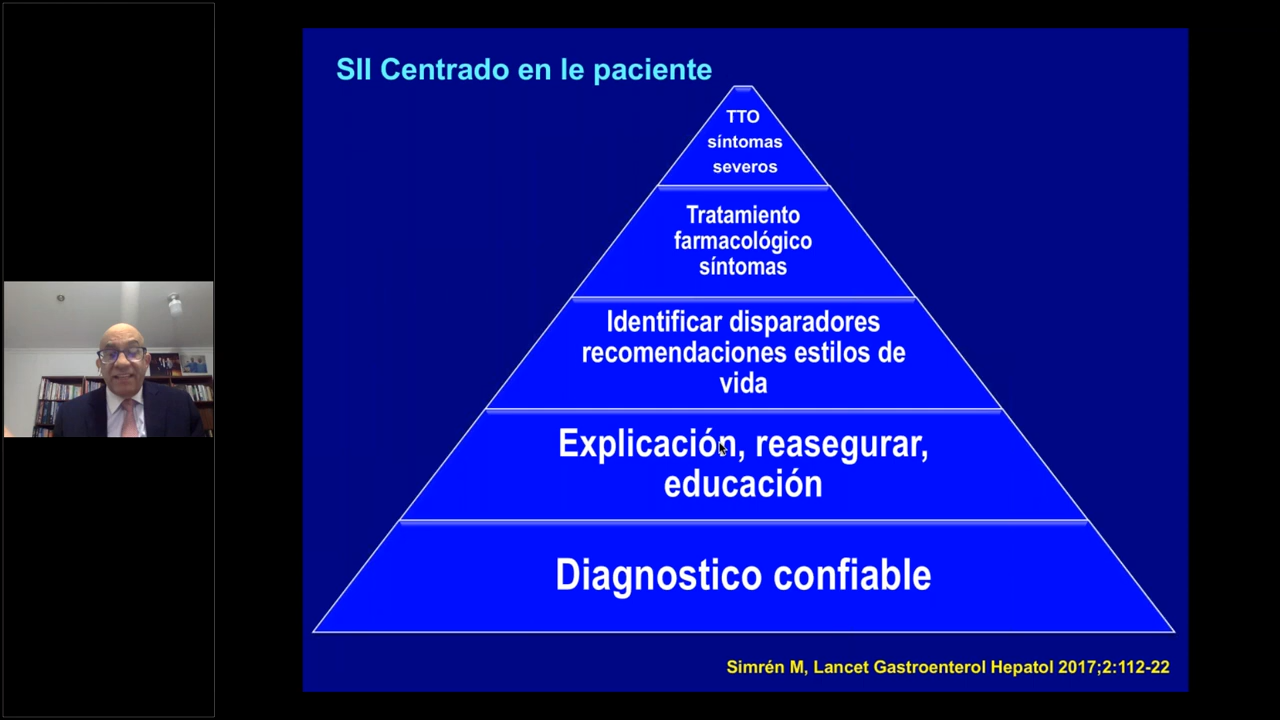 SII Centrado en le paciente
TTO
síntomas
severos
Tratamiento
farmacológico
síntomas
Identificar disparadores
recomendaciones estilos de
vida
Explicación, reasegurar,
educación
Diagnostico confiable
Simrén M, Lancet Gastroenterol Hepatol 2017;2:112-22